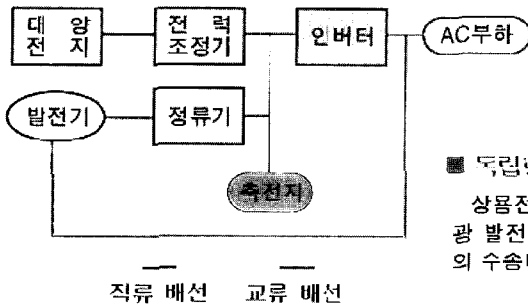 대 양
전 지
전 력
조정기
인버터
AC부하
발전기
정류기
축전지
■ 독립
상용전
광 발전
의 수송
직류 배선
교류 배선